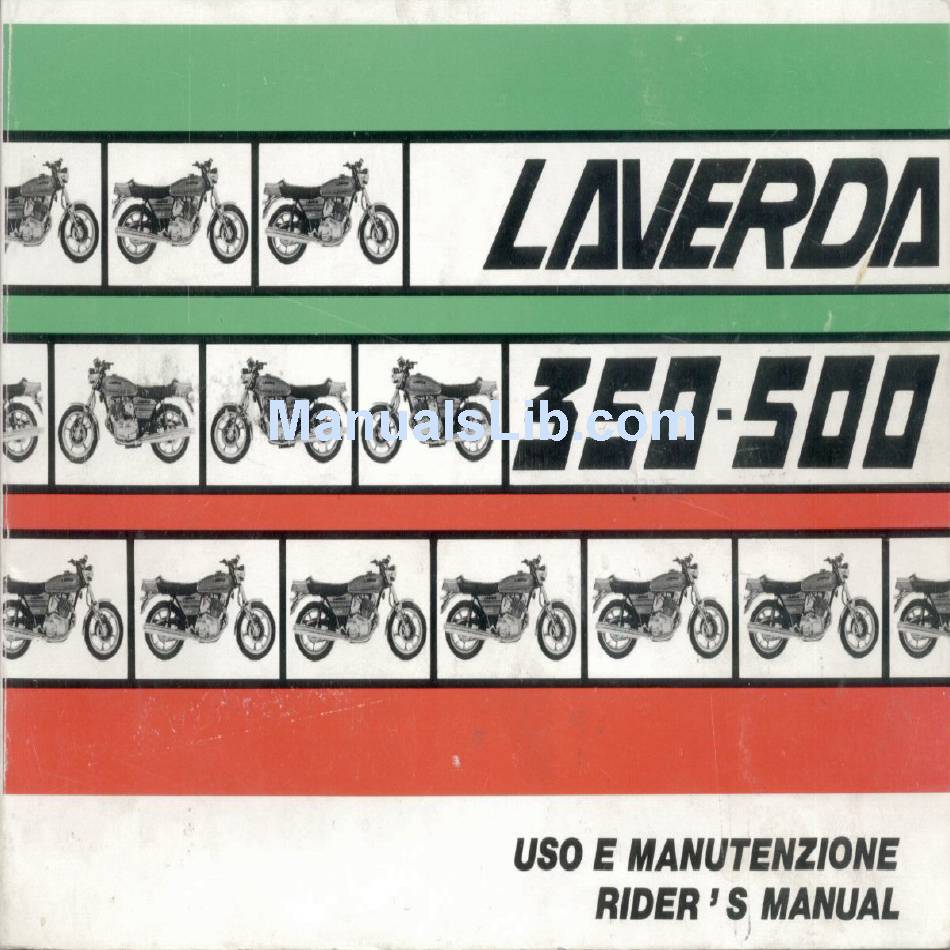 LAVERDA
350-500
ManualsLib.com
USO E MANUTENZIONE
RIDER'S MANUAL